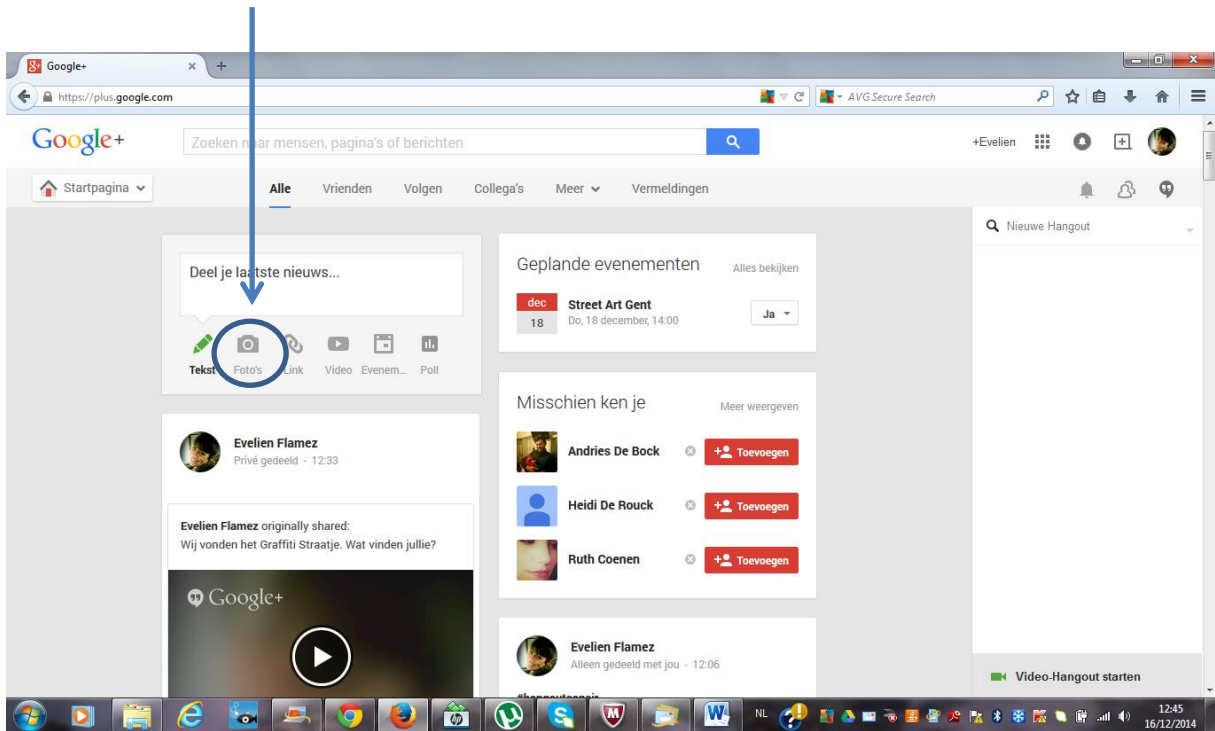 Google+
https://plus.google.com
AVG Secure Search
Google+
Zoeken naar mensen, pagina's of berichten
+Evelien
Startpagina
Alle Vrienden Volgen Collega's Meer Vermeldingen
Nieuwe Hangout
Deel je laatste nieuws...
Tekst Foto's Link Video Evenem... Poll
Geplande evenementen Alles bekijken
dec
18
Street Art Gent
Do, 18 december, 14:00
Ja
Misschien ken je Meer weergeven
Andries De Bock Toevoegen
Heidi De Rouck Toevoegen
Ruth Coenen Toevoegen
Evelien Flamez
Privé gedeeld - 12:33
Evelien Flamez originally shared:
Wij vonden het Graffiti Straatje. Wat vinden jullie?
Google+
Evelien Flamez
Alleen gedeeld met jou - 12:06
Video-Hangout starten
NL
12:45
16/12/2014